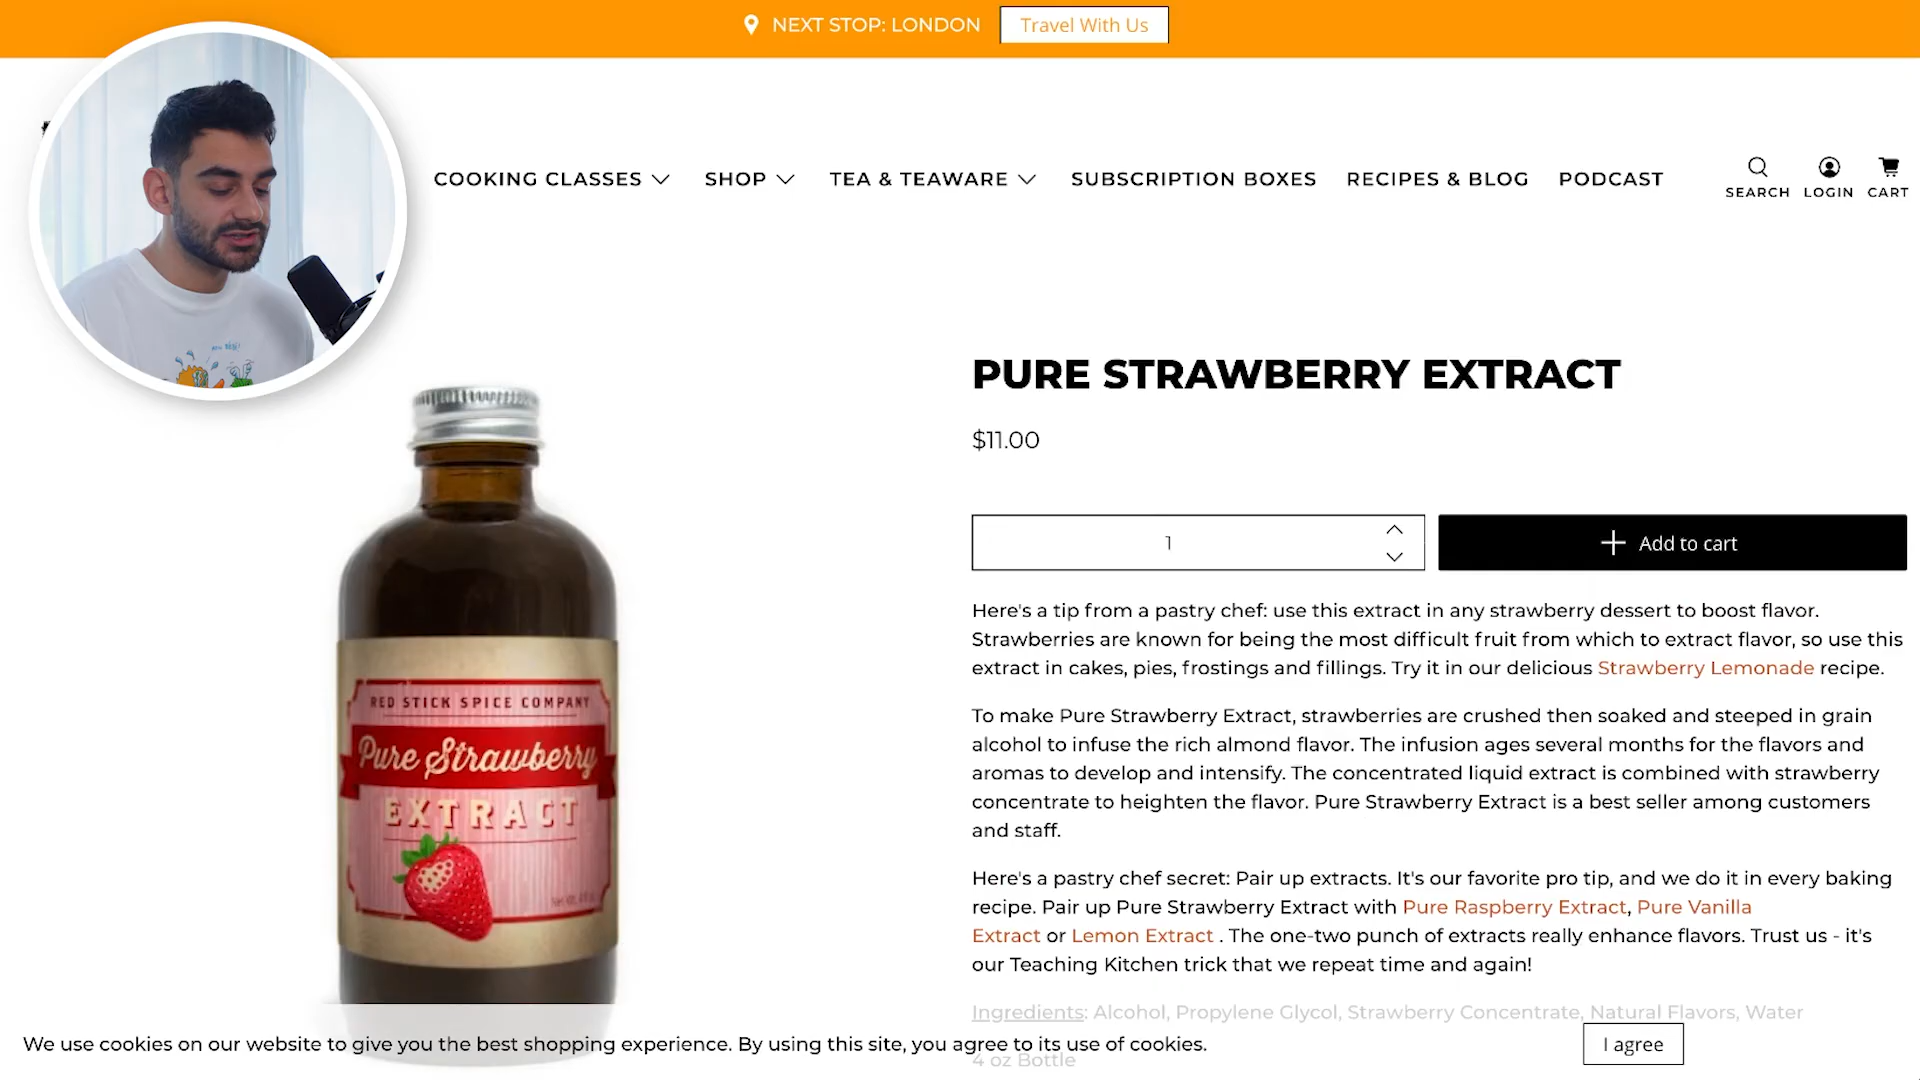 NEXT STOP: LONDON
Travel With Us
COOKING CLASSES
SHOP
TEA & TEAWARE
SUBSCRIPTION BOXES
RECIPES & BLOG
PODCAST
SEARCH
LOGIN
CART
PURE STRAWBERRY EXTRACT
$11.00
1
Add to cart
Here's a tip from a pastry chef: use this extract in any strawberry dessert to boost flavor.
Strawberries are known for being the most difficult fruit from which to extract flavor, so use this
extract in cakes, pies, frostings and fillings. Try it in our delicious Strawberry Lemonade recipe.
To make Pure Strawberry Extract, strawberries are crushed then soaked and steeped in grain
alcohol to infuse the rich almond flavor. The infusion ages several months for the flavors and
aromas to develop and intensify. The concentrated liquid extract is combined with strawberry
concentrate to heighten the flavor. Pure Strawberry Extract is a best seller among customers
and staff.
Here's a pastry chef secret: Pair up extracts. It's our favorite pro tip, and we do it in every baking
recipe. Pair up Pure Strawberry Extract with Pure Raspberry Extract, Pure Vanilla
Extract or Lemon Extract . The one-two punch of extracts really enhance flavors. Trust us - it's
our Teaching Kitchen trick that we repeat time and again!
Ingredients: Alcohol, Propylene Glycol, Strawberry Concentrate, Natural Flavors, Water
4 oz Bottle
RED STICK SPICE COMPANY
Pure Strawberry
EXTRACT
We use cookies on our website to give you the best shopping experience. By using this site, you agree to its use of cookies.
I agree